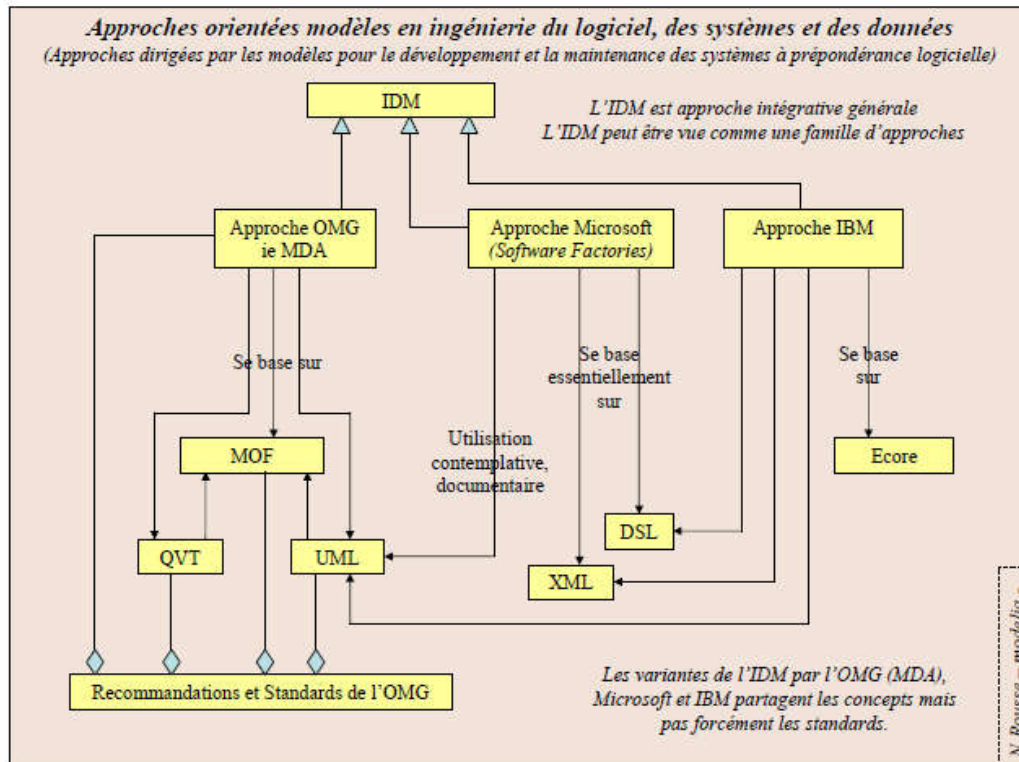 Approches orientées modèles en ingénierie du logiciel, des systèmes et des données
(Approches dirigées par les modèles pour le développement et la maintenance des systèmes à prépondérance logicielle)
IDM
L'IDM est approche intégrative générale
L'IDM peut être vue comme une famille d'approches
Approche OMG
ie MDA
Approche Microsoft
(Software Factories)
Approche IBM
Se base sur
Se base
essentiellement
sur
Se base
sur
MOF
Utilisation
contemplative,
documentaire
Ecore
QVT
UML
DSL
XML
Recommandations et Standards de l'OMG
Les variantes de l'IDM par l'OMG (MDA),
Microsoft et IBM partagent les concepts mais
pas forcément les standards.
N.Rousse – modelia –